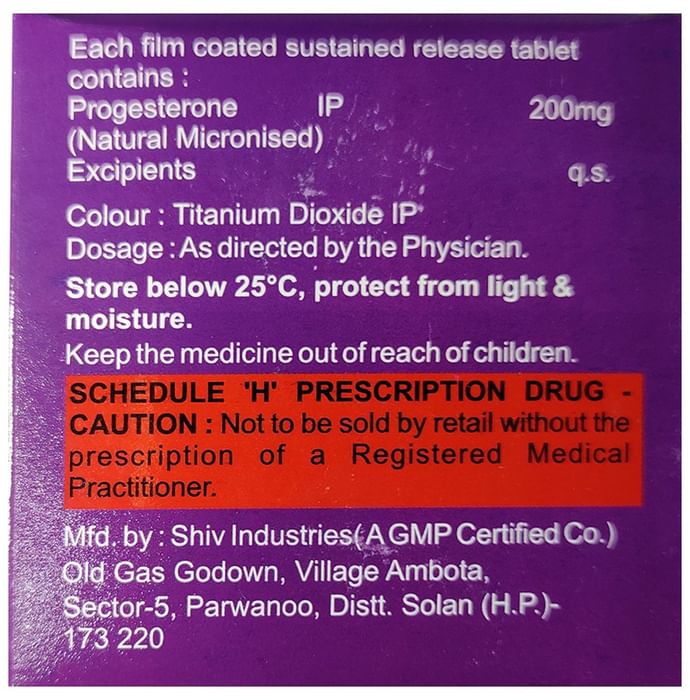 Each film coated sustained release tablet
contains :
Progesterone IP 200mg
(Natural Micronised)
Excipients q.s.
Colour : Titanium Dioxide IP
Dosage : As directed by the Physician.
Store below 25°C, protect from light &
moisture.
Keep the medicine out of reach of children.
SCHEDULE 'H' PRESCRIPTION DRUG -
CAUTION : Not to be sold by retail without the
prescription of a Registered Medical
Practitioner.
Mfd. by : Shiv Industries(A GMP Certified Co.)
Old Gas Godown, Village Ambota,
Sector-5, Parwanoo, Distt. Solan (H.P.)-
173 220